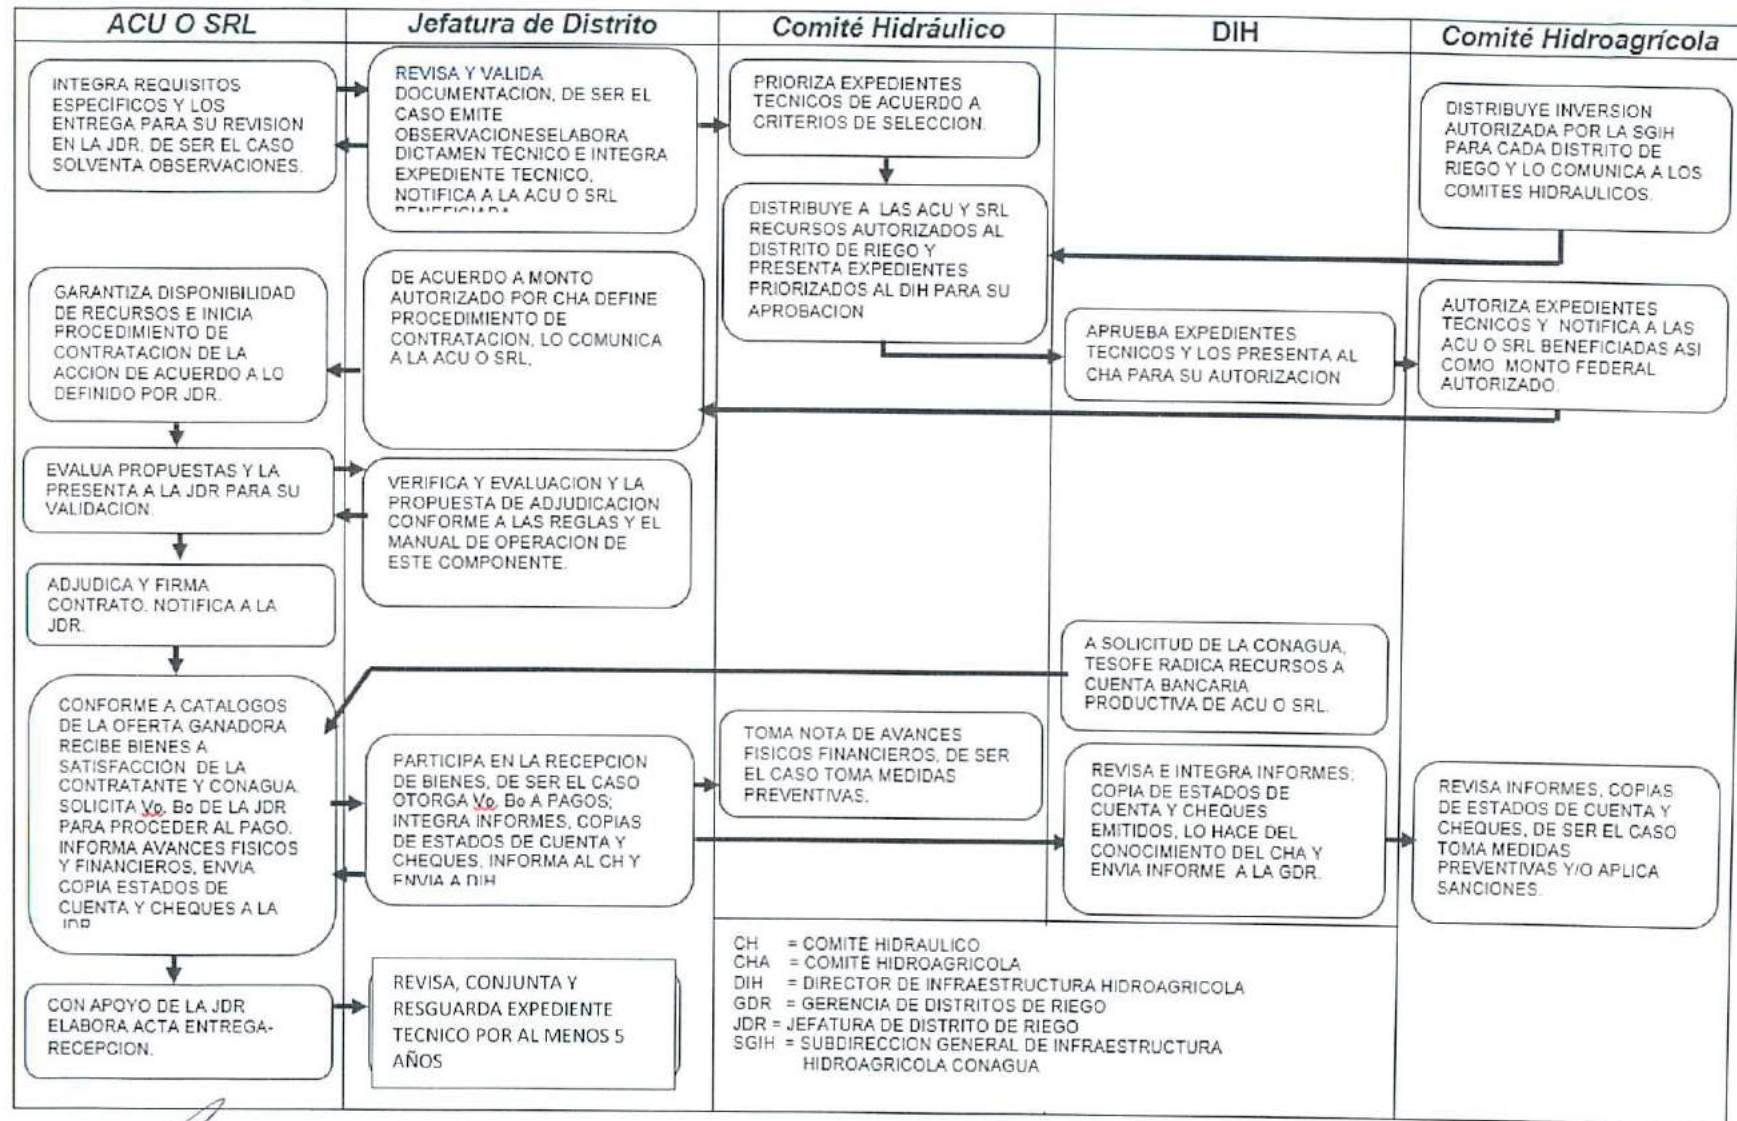 ACU O SRL
Jefatura de Distrito
Comité Hidráulico
DIH
Comité Hidroagrícola
INTEGRA REQUISITOS
ESPECÍFICOS Y LOS
ENTREGA PARA SU REVISION
EN LA JDR. DE SER EL CASO
SOLVENTA OBSERVACIONES.
REVISA Y VALIDA
DOCUMENTACION, DE SER EL
CASO EMITE
OBSERVACIONESELABORA
DICTAMEN TECNICO E INTEGRA
EXPEDIENTE TECNICO,
NOTIFICA A LA ACU O SRL
BENEFICIADA
PRIORIZA EXPEDIENTES
TECNICOS DE ACUERDO A
CRITERIOS DE SELECCION.
DISTRIBUYE INVERSION
AUTORIZADA POR LA SGIH
PARA CADA DISTRITO DE
RIEGO Y LO COMUNICA A LOS
COMITES HIDRAULICOS.
DISTRIBUYE A LAS ACU Y SRL
RECURSOS AUTORIZADOS AL
DISTRITO DE RIEGO Y
PRESENTA EXPEDIENTES
PRIORIZADOS AL DIH PARA SU
APROBACION
GARANTIZA DISPONIBILIDAD
DE RECURSOS E INICIA
PROCEDIMIENTO DE
CONTRATACION DE LA
ACCION DE ACUERDO A LO
DEFINIDO POR JDR.
DE ACUERDO A MONTO
AUTORIZADO POR CHA DEFINE
PROCEDIMIENTO DE
CONTRATACION, LO COMUNICA
A LA ACU O SRL,
APRUEBA EXPEDIENTES
TECNICOS Y LOS PRESENTA AL
CHA PARA SU AUTORIZACION
AUTORIZA EXPEDIENTES
TECNICOS Y NOTIFICA A LAS
ACU O SRL BENEFICIADAS ASI
COMO MONTO FEDERAL
AUTORIZADO.
EVALUA PROPUESTAS Y LA
PRESENTA A LA JDR PARA SU
VALIDACION.
VERIFICA Y EVALUACION Y LA
PROPUESTA DE ADJUDICACION
CONFORME A LAS REGLAS Y EL
MANUAL DE OPERACION DE
ESTE COMPONENTE.
ADJUDICA Y FIRMA
CONTRATO. NOTIFICA A LA
JDR.
A SOLICITUD DE LA CONAGUA,
TESOFE RADICA RECURSOS A
CUENTA BANCARIA
PRODUCTIVA DE ACU O SRL.
CONFORME A CATALOGOS
DE LA OFERTA GANADORA
RECIBE BIENES A
SATISFACCIÓN DE LA
CONTRATANTE Y CONAGUA.
SOLICITA Vo. Bo DE LA JDR
PARA PROCEDER AL PAGO.
INFORMA AVANCES FISICOS
Y FINANCIEROS, ENVIA
COPIA ESTADOS DE
CUENTA Y CHEQUES A LA
JDR
PARTICIPA EN LA RECEPCION
DE BIENES, DE SER EL CASO
OTORGA Vo. Bo A PAGOS;
INTEGRA INFORMES, COPIAS
DE ESTADOS DE CUENTA Y
CHEQUES, INFORMA AL CH Y
ENVIA A DIH
TOMA NOTA DE AVANCES
FISICOS FINANCIEROS, DE SER
EL CASO TOMA MEDIDAS
PREVENTIVAS.
REVISA E INTEGRA INFORMES;
COPIA DE ESTADOS DE
CUENTA Y CHEQUES
EMITIDOS, LO HACE DEL
CONOCIMIENTO DEL CHA Y
ENVIA INFORME A LA GDR.
REVISA INFORMES, COPIAS
DE ESTADOS DE CUENTA Y
CHEQUES, DE SER EL CASO
TOMA MEDIDAS
PREVENTIVAS Y/O APLICA
SANCIONES.
CON APOYO DE LA JDR
ELABORA ACTA ENTREGA-
RECEPCION.
REVISA, CONJUNTA Y
RESGUARDA EXPEDIENTE
TECNICO POR AL MENOS 5
AÑOS
CH = COMITÉ HIDRAULICO
CHA = COMITÉ HIDROAGRICOLA
DIH = DIRECTOR DE INFRAESTRUCTURA HIDROAGRICOLA
GDR = GERENCIA DE DISTRITOS DE RIEGO
JDR = JEFATURA DE DISTRITO DE RIEGO
SGIH = SUBDIRECCION GENERAL DE INFRAESTRUCTURA
HIDROAGRICOLA CONAGUA